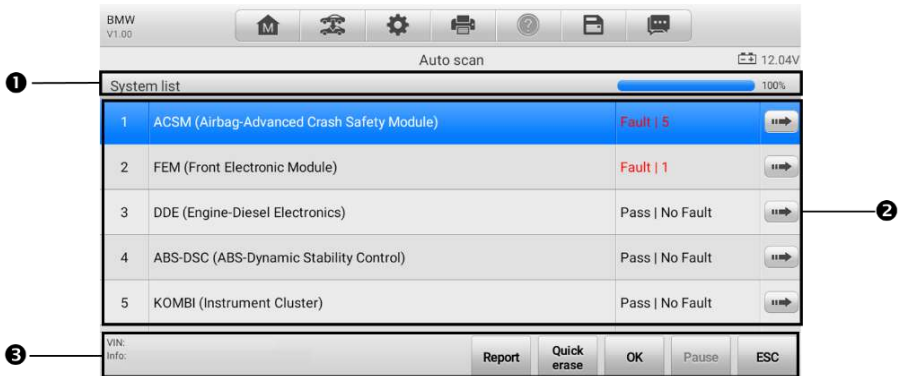 BMW
V1.00
M
?
Auto scan
12.04V
❶
System list 100%
1 ACSM (Airbag-Advanced Crash Safety Module) Fault | 5
2 FEM (Front Electronic Module) Fault | 1
3 DDE (Engine-Diesel Electronics) Pass | No Fault
❷
4 ABS-DSC (ABS-Dynamic Stability Control) Pass | No Fault
5 KOMBI (Instrument Cluster) Pass | No Fault
❸
VIN:
Info:
Report
Quick
erase
OK
Pause
ESC